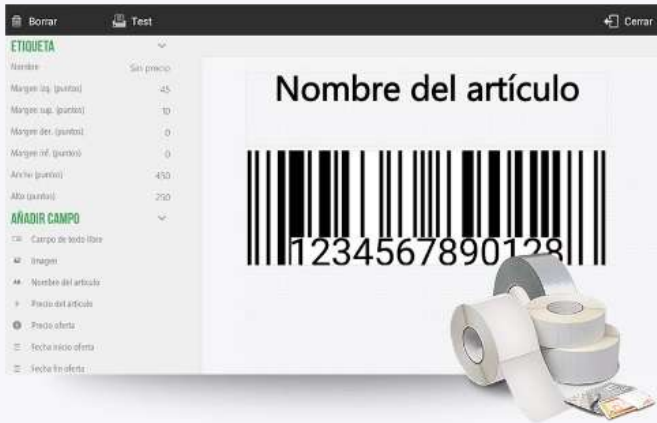 Borrar Test Cerrar
ETIQUETA
Nombre Sin precio
Margen izq. (puntos) 45
Margen sup. (puntos) 10
Margen der. (puntos) 0
Margen inf. (puntos) 0
Ancho (puntos) 450
Alto (puntos) 250
AÑADIR CAMPO
Campo de texto libre
Imagen
Nombre del artículo
Precio del artículo
Precio oferta
Fecha inicio oferta
Fecha fin oferta
Nombre del artículo
1234567890128